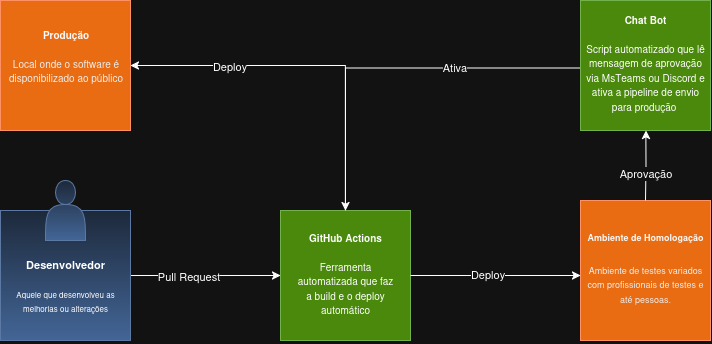 Produção
Local onde o software é
disponibilizado ao público
Deploy
Ativa
Chat Bot
Script automatizado que lê
mensagem de aprovação
via MsTeams ou Discord e
ativa a pipeline de envio
para produção
Aprovação
Desenvolvedor
Aquele que desenvolveu as
melhorias ou alterações
Pull Request
GitHub Actions
Ferramenta
automatizada que faz
a build e o deploy
automático
Deploy
Ambiente de Homologação
Ambiente de testes variados
com profissionais de testes e
até pessoas.